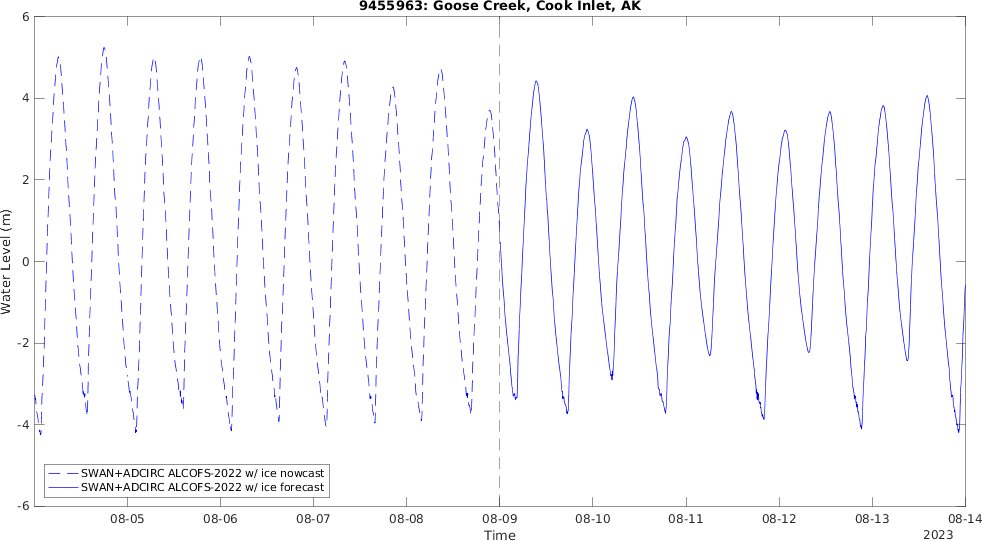 9455963: Goose Creek, Cook Inlet, AK
Water Level (m)
6
4
2
0
-2
-4
-6
SWAN+ADCIRC ALCOFS-2022 w/ ice nowcast
SWAN+ADCIRC ALCOFS-2022 w/ ice forecast
08-05 08-06 08-07 08-08 08-09 08-10 08-11 08-12 08-13 08-14
Time
2023